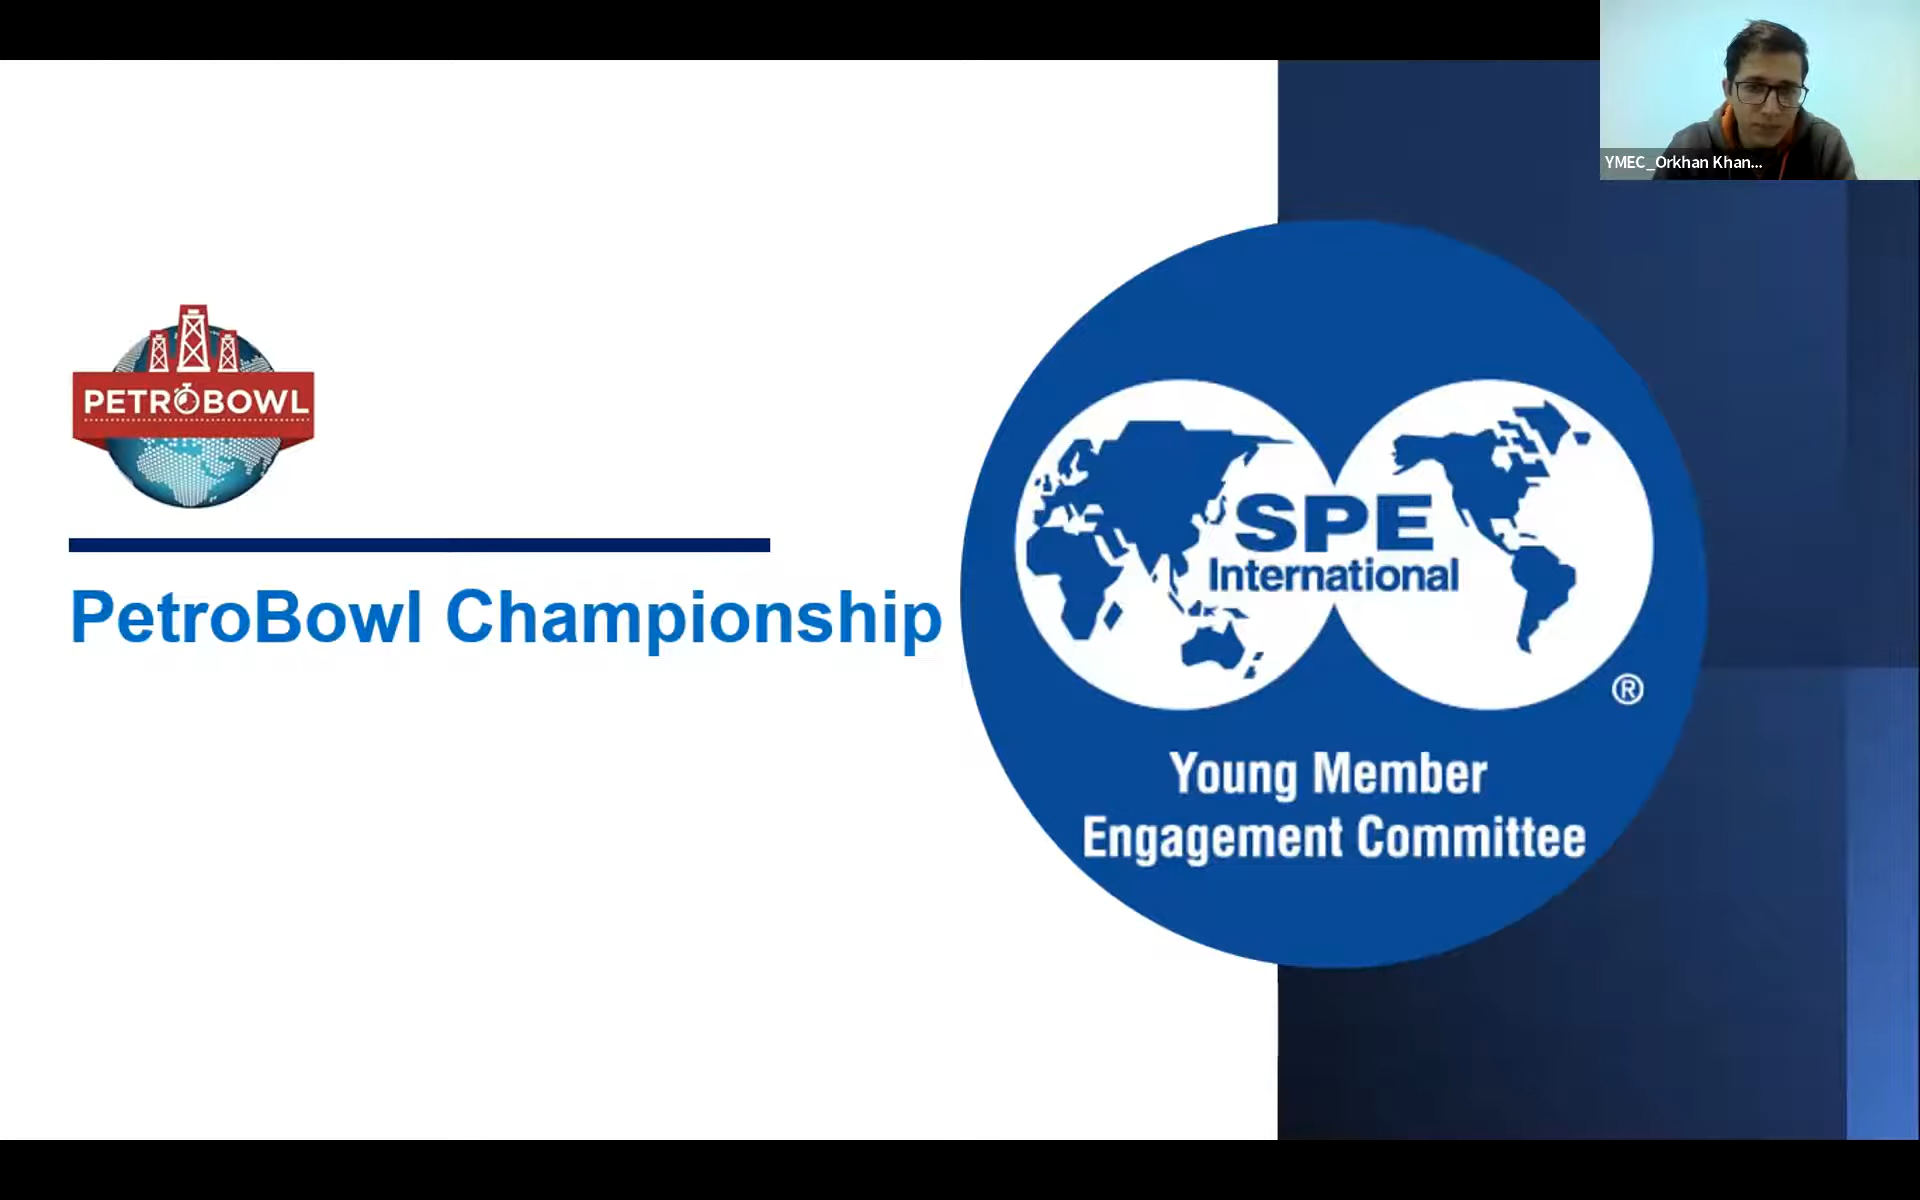 YMEC_Orkhan Khan...
PETROBOWL
PetroBowl Championship
SPE
International
®
Young Member
Engagement Committee